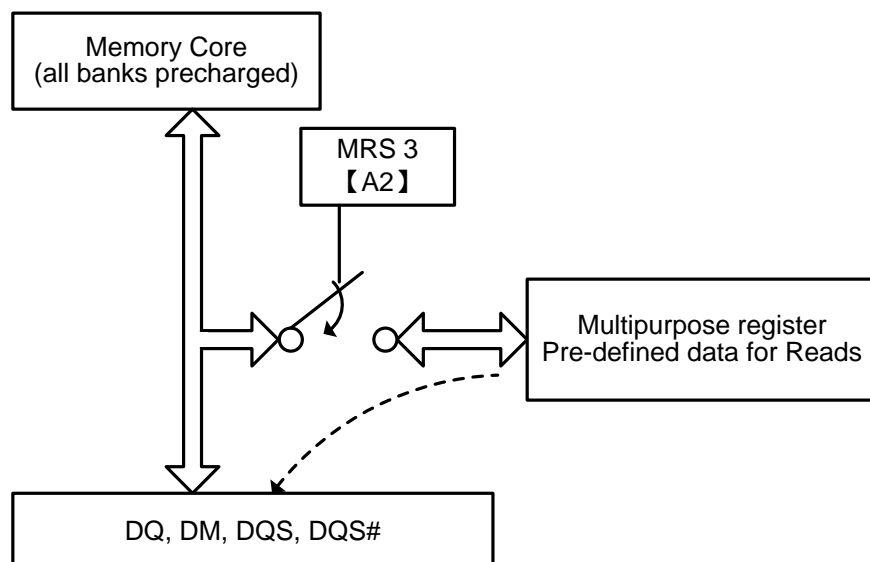 Memory Core
(all banks precharged)
MRS 3
【A2】
Multipurpose register
Pre-defined data for Reads
DQ, DM, DQS, DQS#